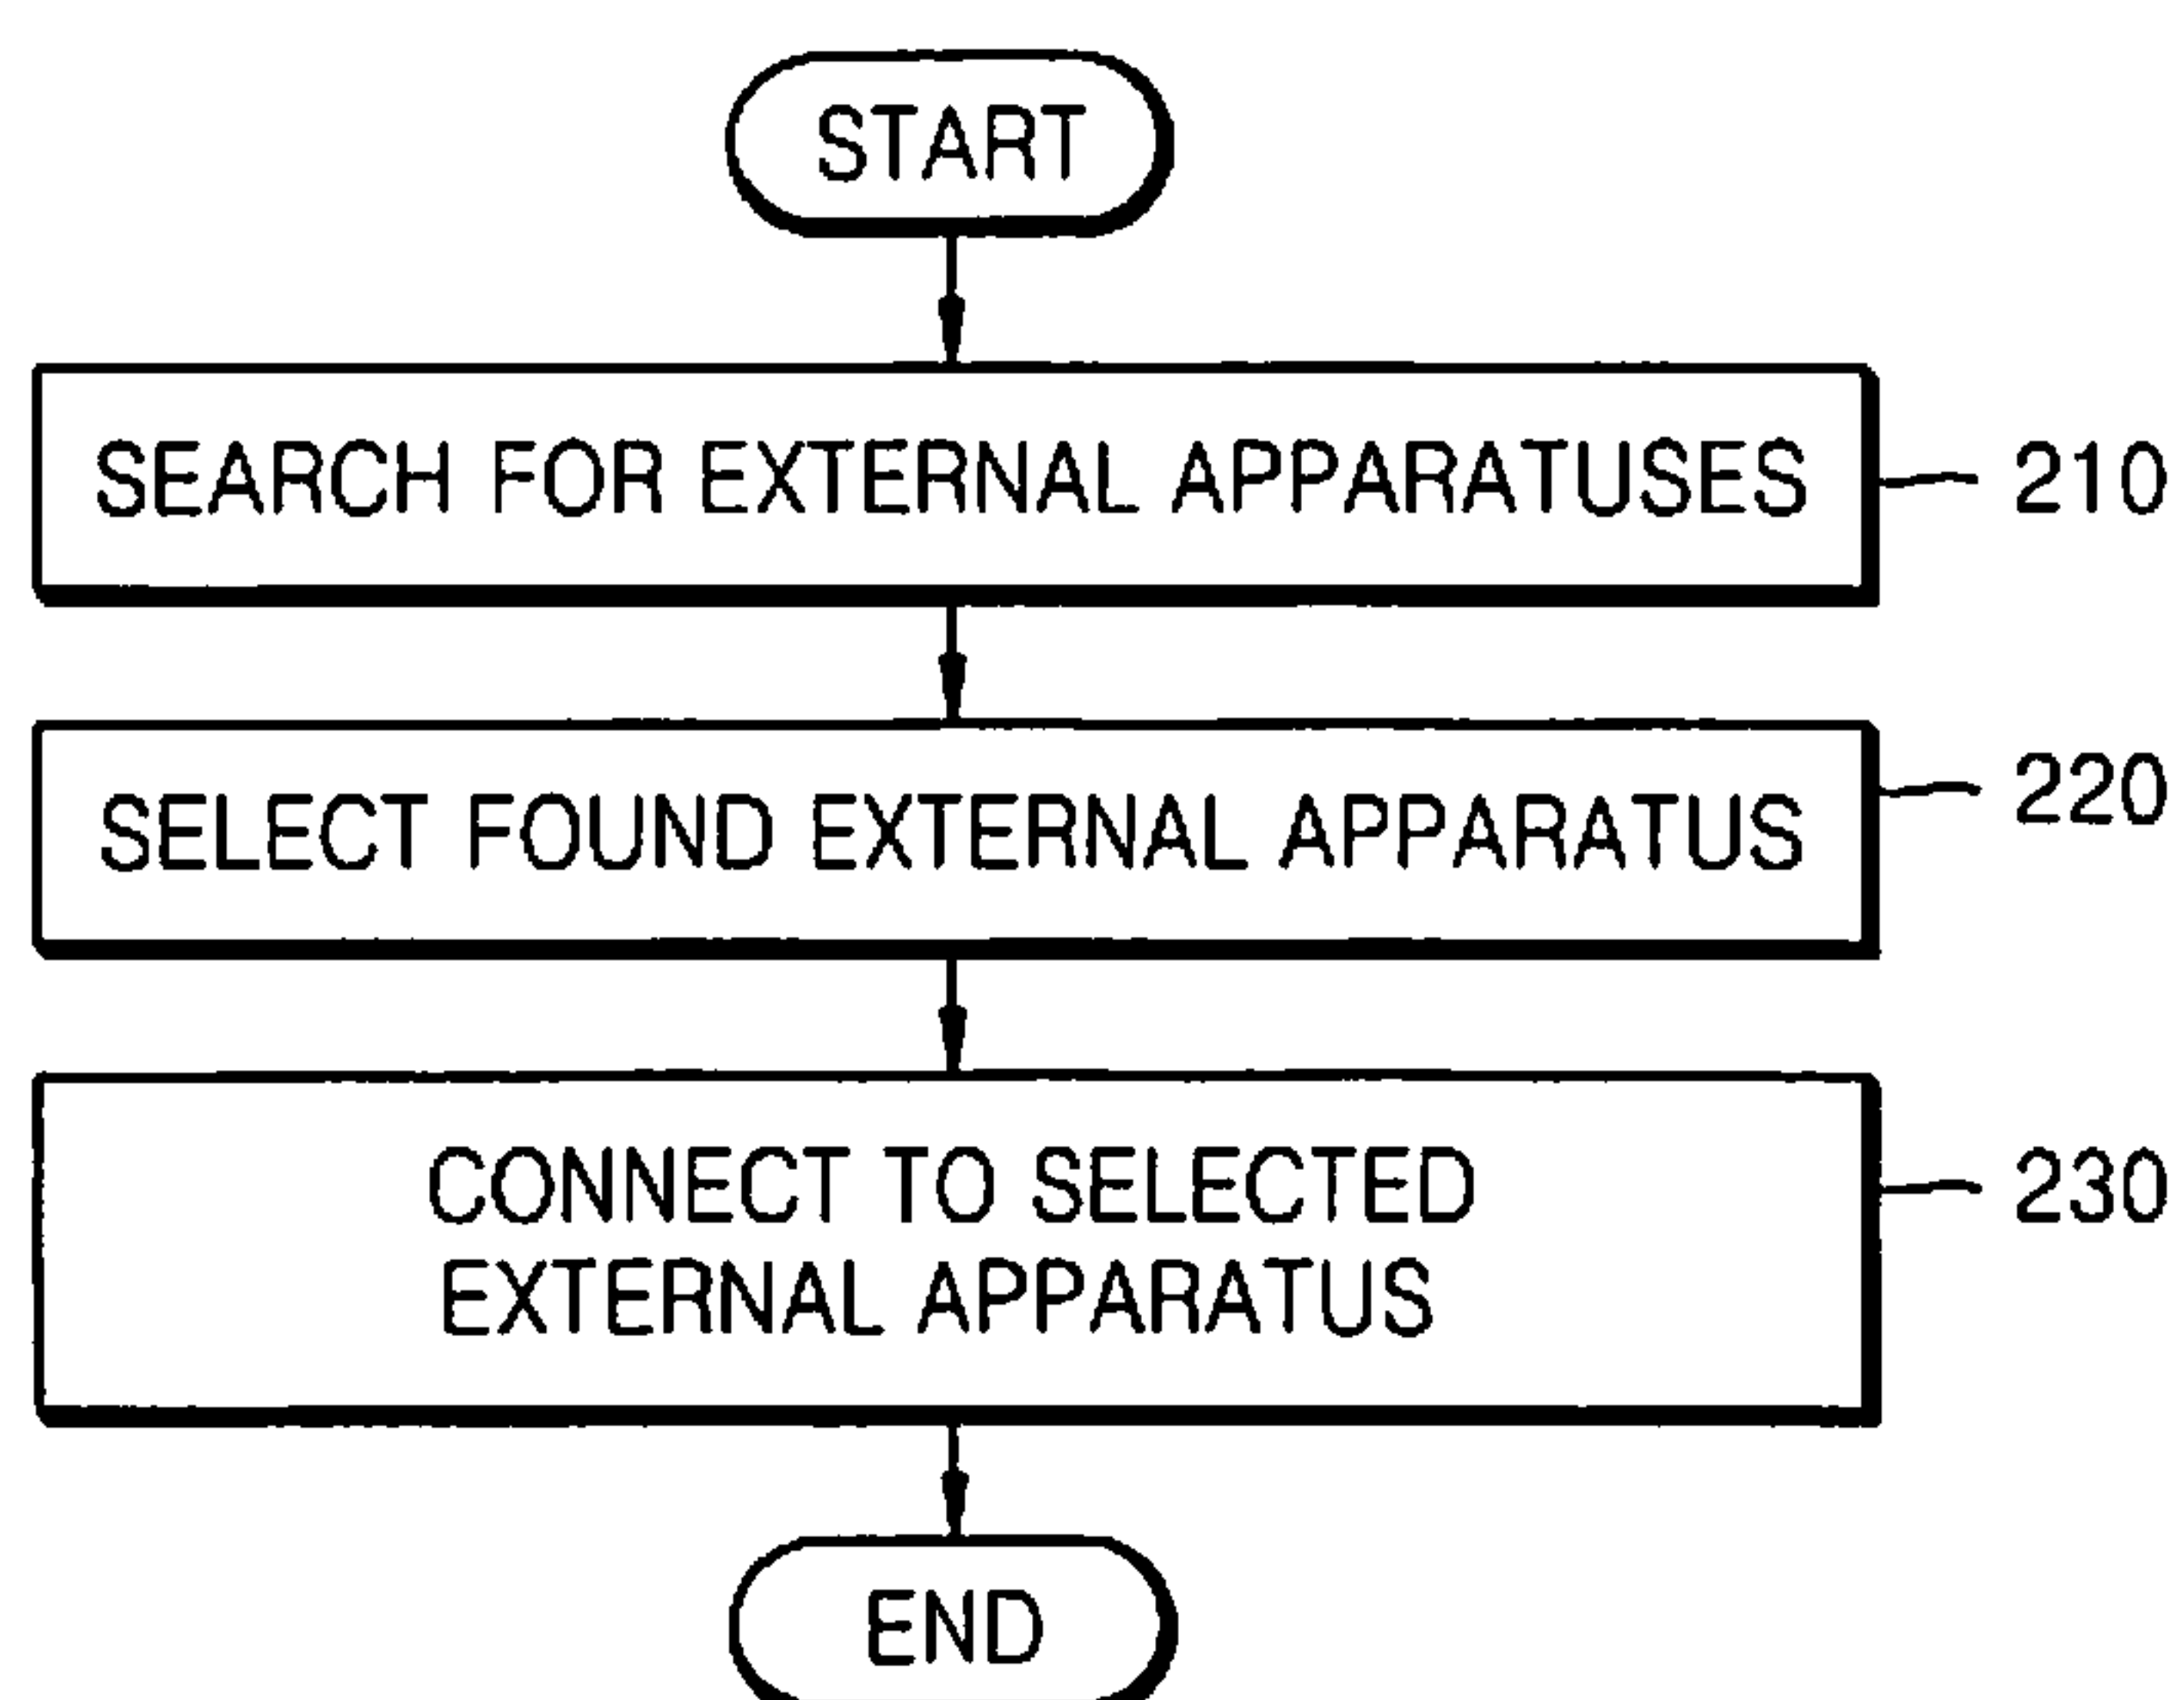 START
SEARCH FOR EXTERNAL APPARATUSES
210
SELECT FOUND EXTERNAL APPARATUS
220
CONNECT TO SELECTED
EXTERNAL APPARATUS
230
END